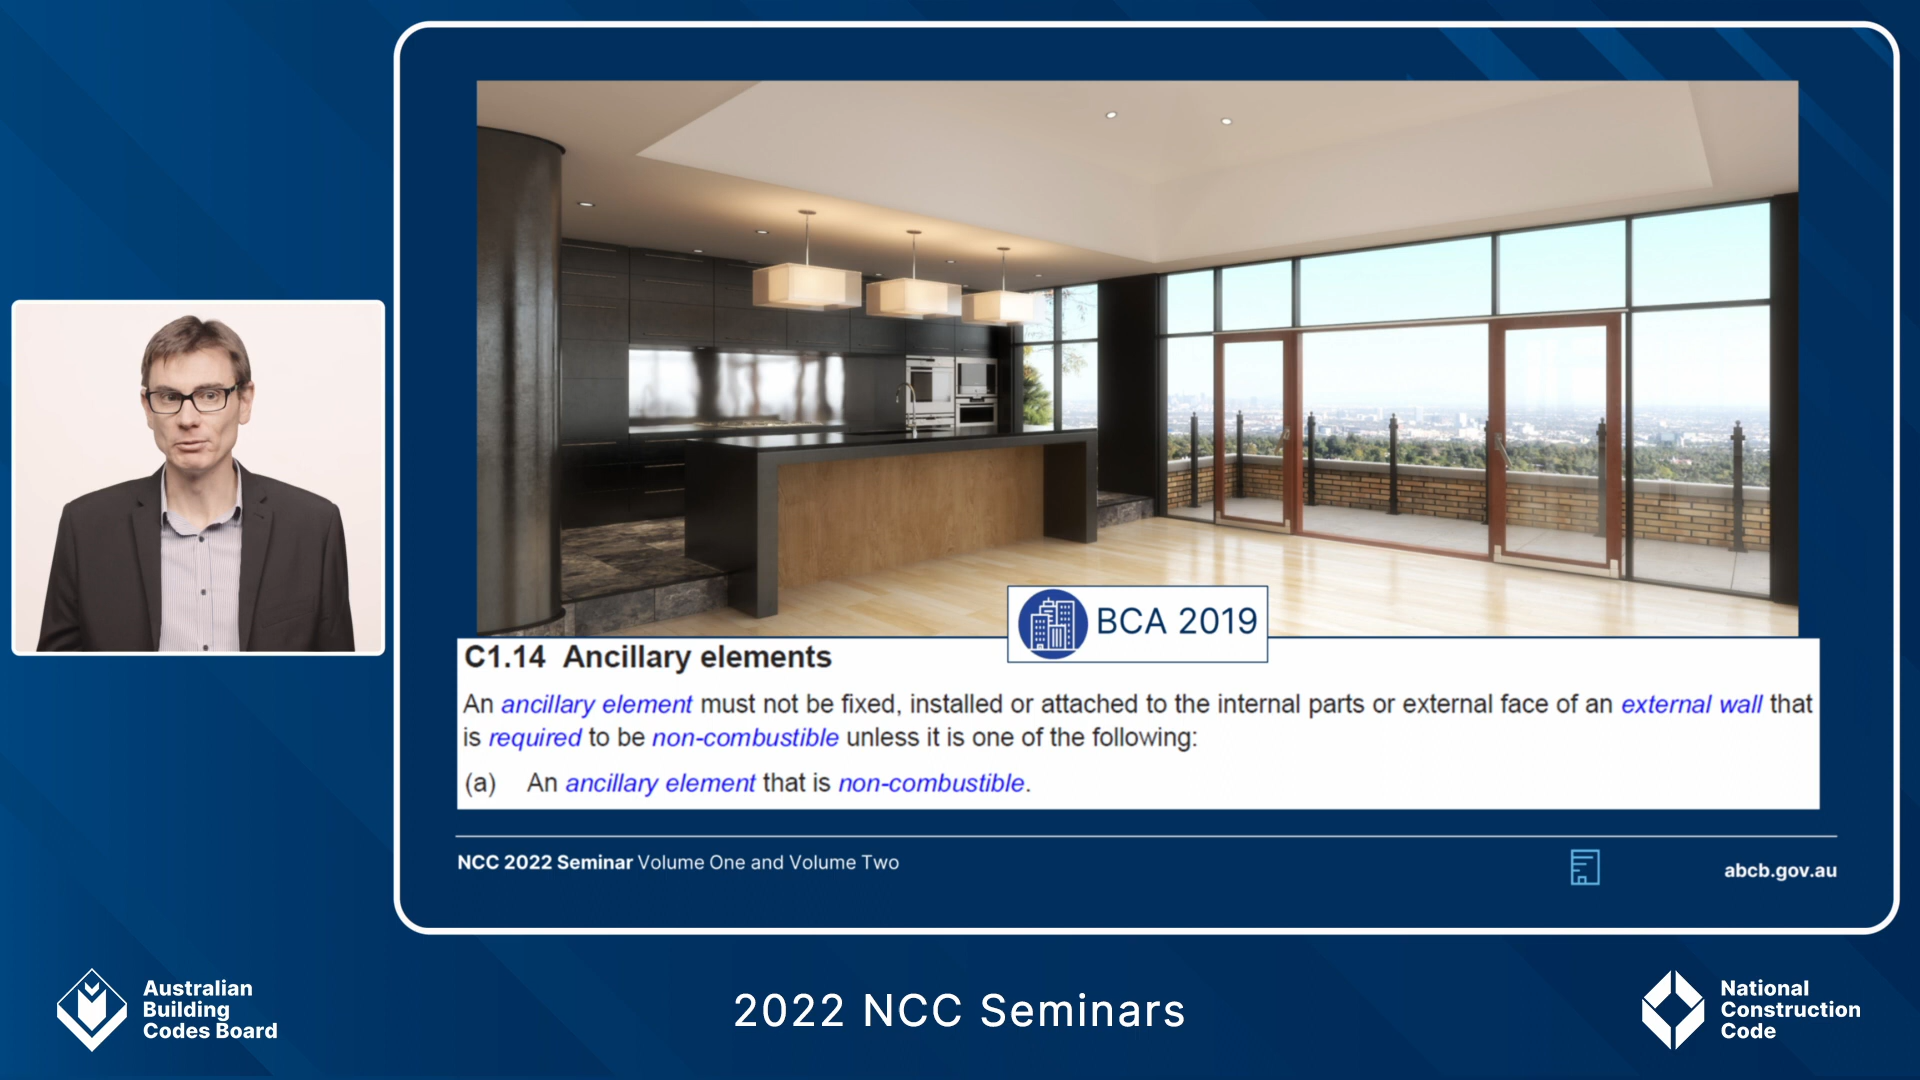 BCA 2019
C1.14 Ancillary elements
An ancillary element must not be fixed, installed or attached to the internal parts or external face of an external wall that
is required to be non-combustible unless it is one of the following:
(a) An ancillary element that is non-combustible.
NCC 2022 Seminar Volume One and Volume Two
abcb.gov.au
Australian
Building
Codes Board
2022 NCC Seminars
National
Construction
Code